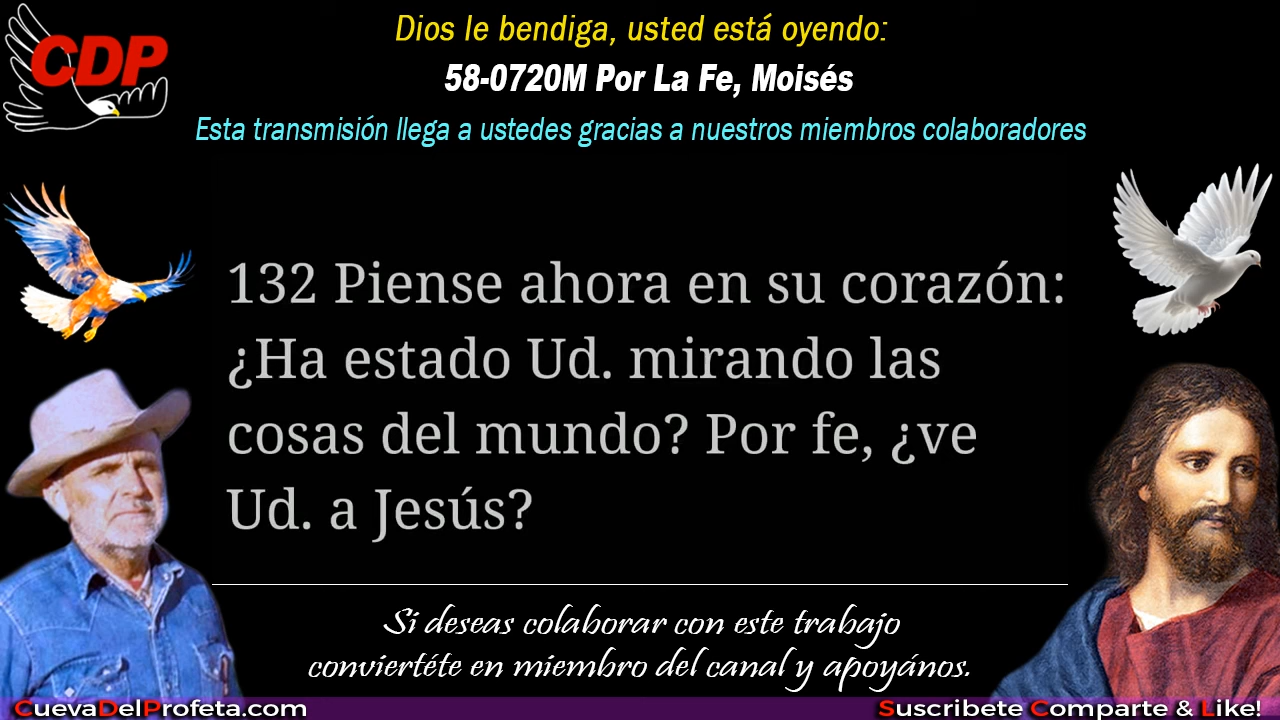 CDP
Dios le bendiga, usted está oyendo:
58-0720M Por La Fe, Moisés
Esta transmisión llega a ustedes gracias a nuestros miembros colaboradores
132 Piense ahora en su corazón:
¿Ha estado Ud. mirando las
cosas del mundo? Por fe, ¿ve
Ud. a Jesús?
Si deseas colaborar con este trabajo
conviertéte en miembro del canal y apoyános.
CuevaDelProfeta.com
Suscribete Comparte & Like!